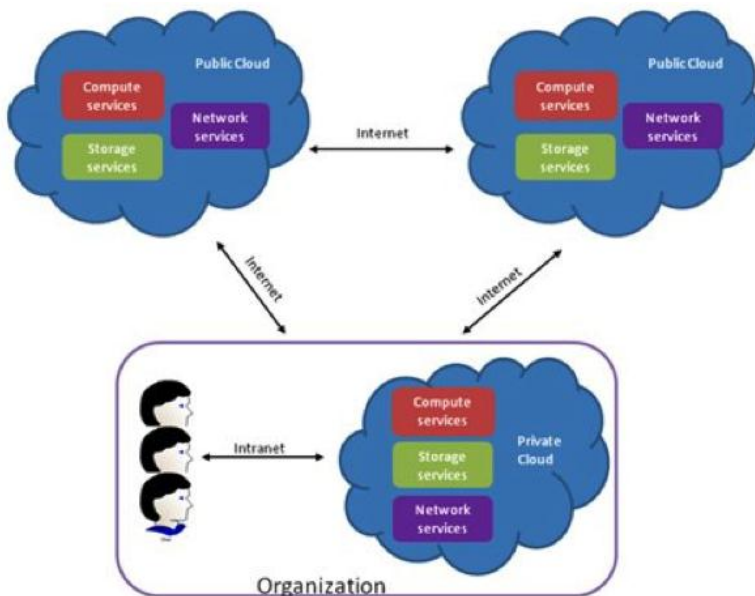 Public Cloud
Compute
services
Network
services
Storage
services
Internet
Public Cloud
Compute
services
Network
services
Storage
services
Internet
Internet
Compute
services
Storage
services
Network
services
Private
Cloud
Intranet
Organization